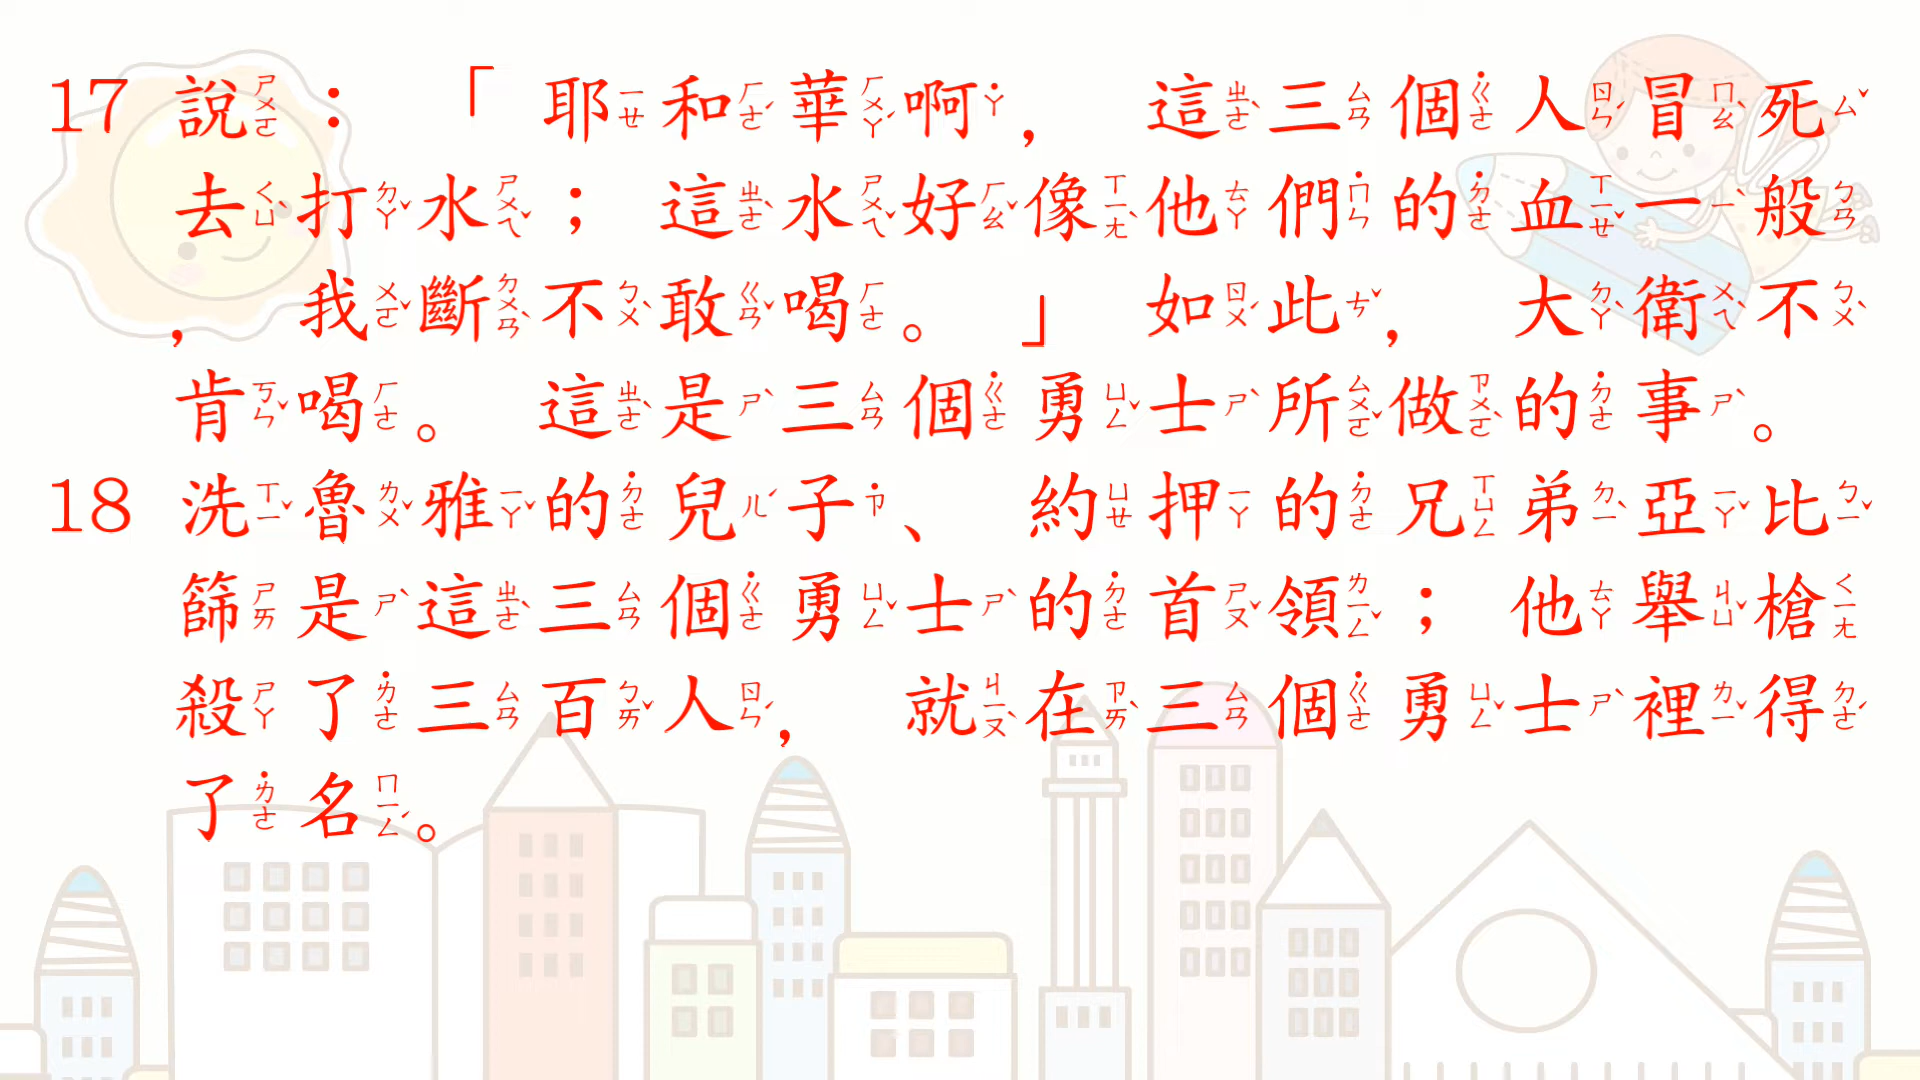 17 說：「耶和華啊，這三個人冒死
去打水；這水好像他們的血一般
，我斷不敢喝。」如此，大衛不
肯喝。這是三個勇士所做的事。
18 洗魯雅的兒子、約押的兄弟亞比
篩是這三個勇士的首領；他舉槍
殺了三百人，就在三個勇士裡得
了名。